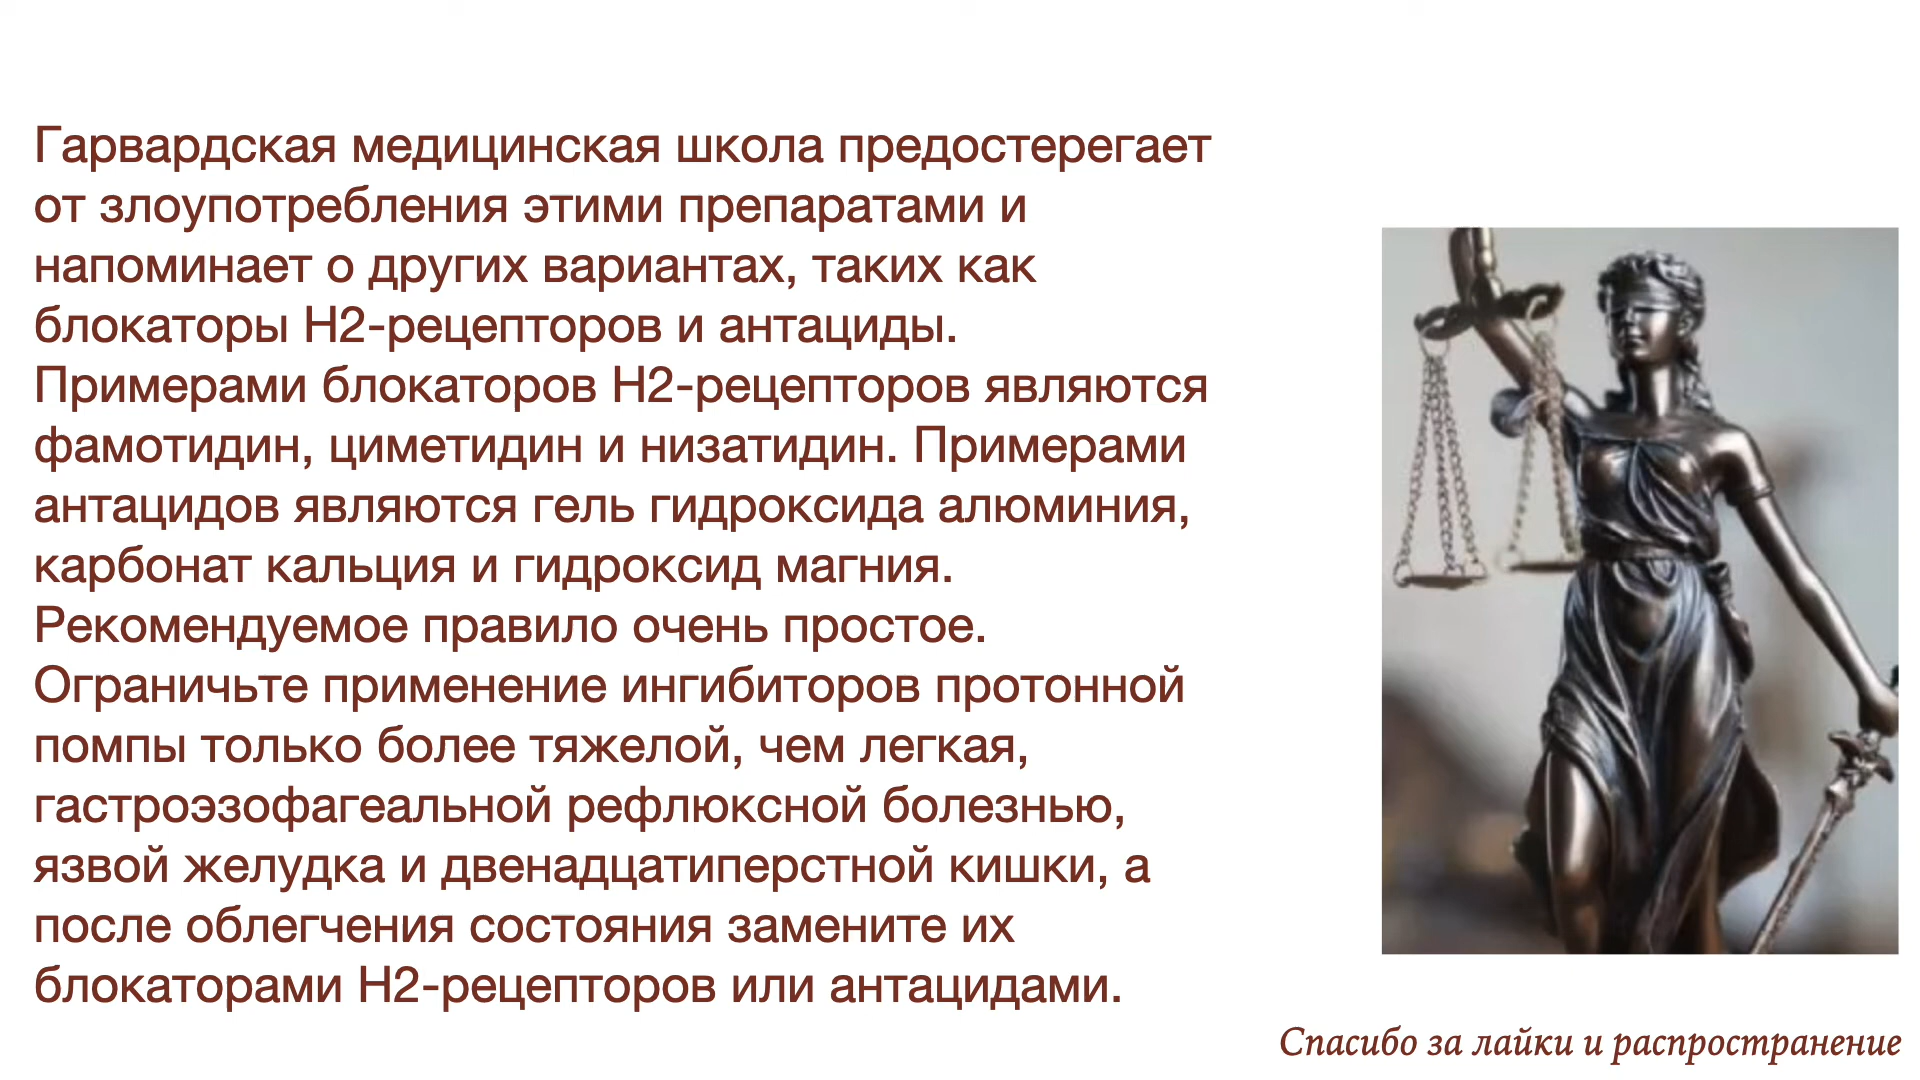 Гарвардская медицинская школа предостерегает
от злоупотребления этими препаратами и
напоминает о других вариантах, таких как
блокаторы H2-рецепторов и антациды.
Примерами блокаторов H2-рецепторов являются
фамотидин, циметидин и низатидин. Примерами
антацидов являются гель гидроксида алюминия,
карбонат кальция и гидроксид магния.
Рекомендуемое правило очень простое.
Ограничьте применение ингибиторов протонной
помпы только более тяжелой, чем легкая,
гастроэзофагеальной рефлюксной болезнью,
язвой желудка и двенадцатиперстной кишки, а
после облегчения состояния замените их
блокаторами H2-рецепторов или антацидами.
Спасибо за лайки и распространение